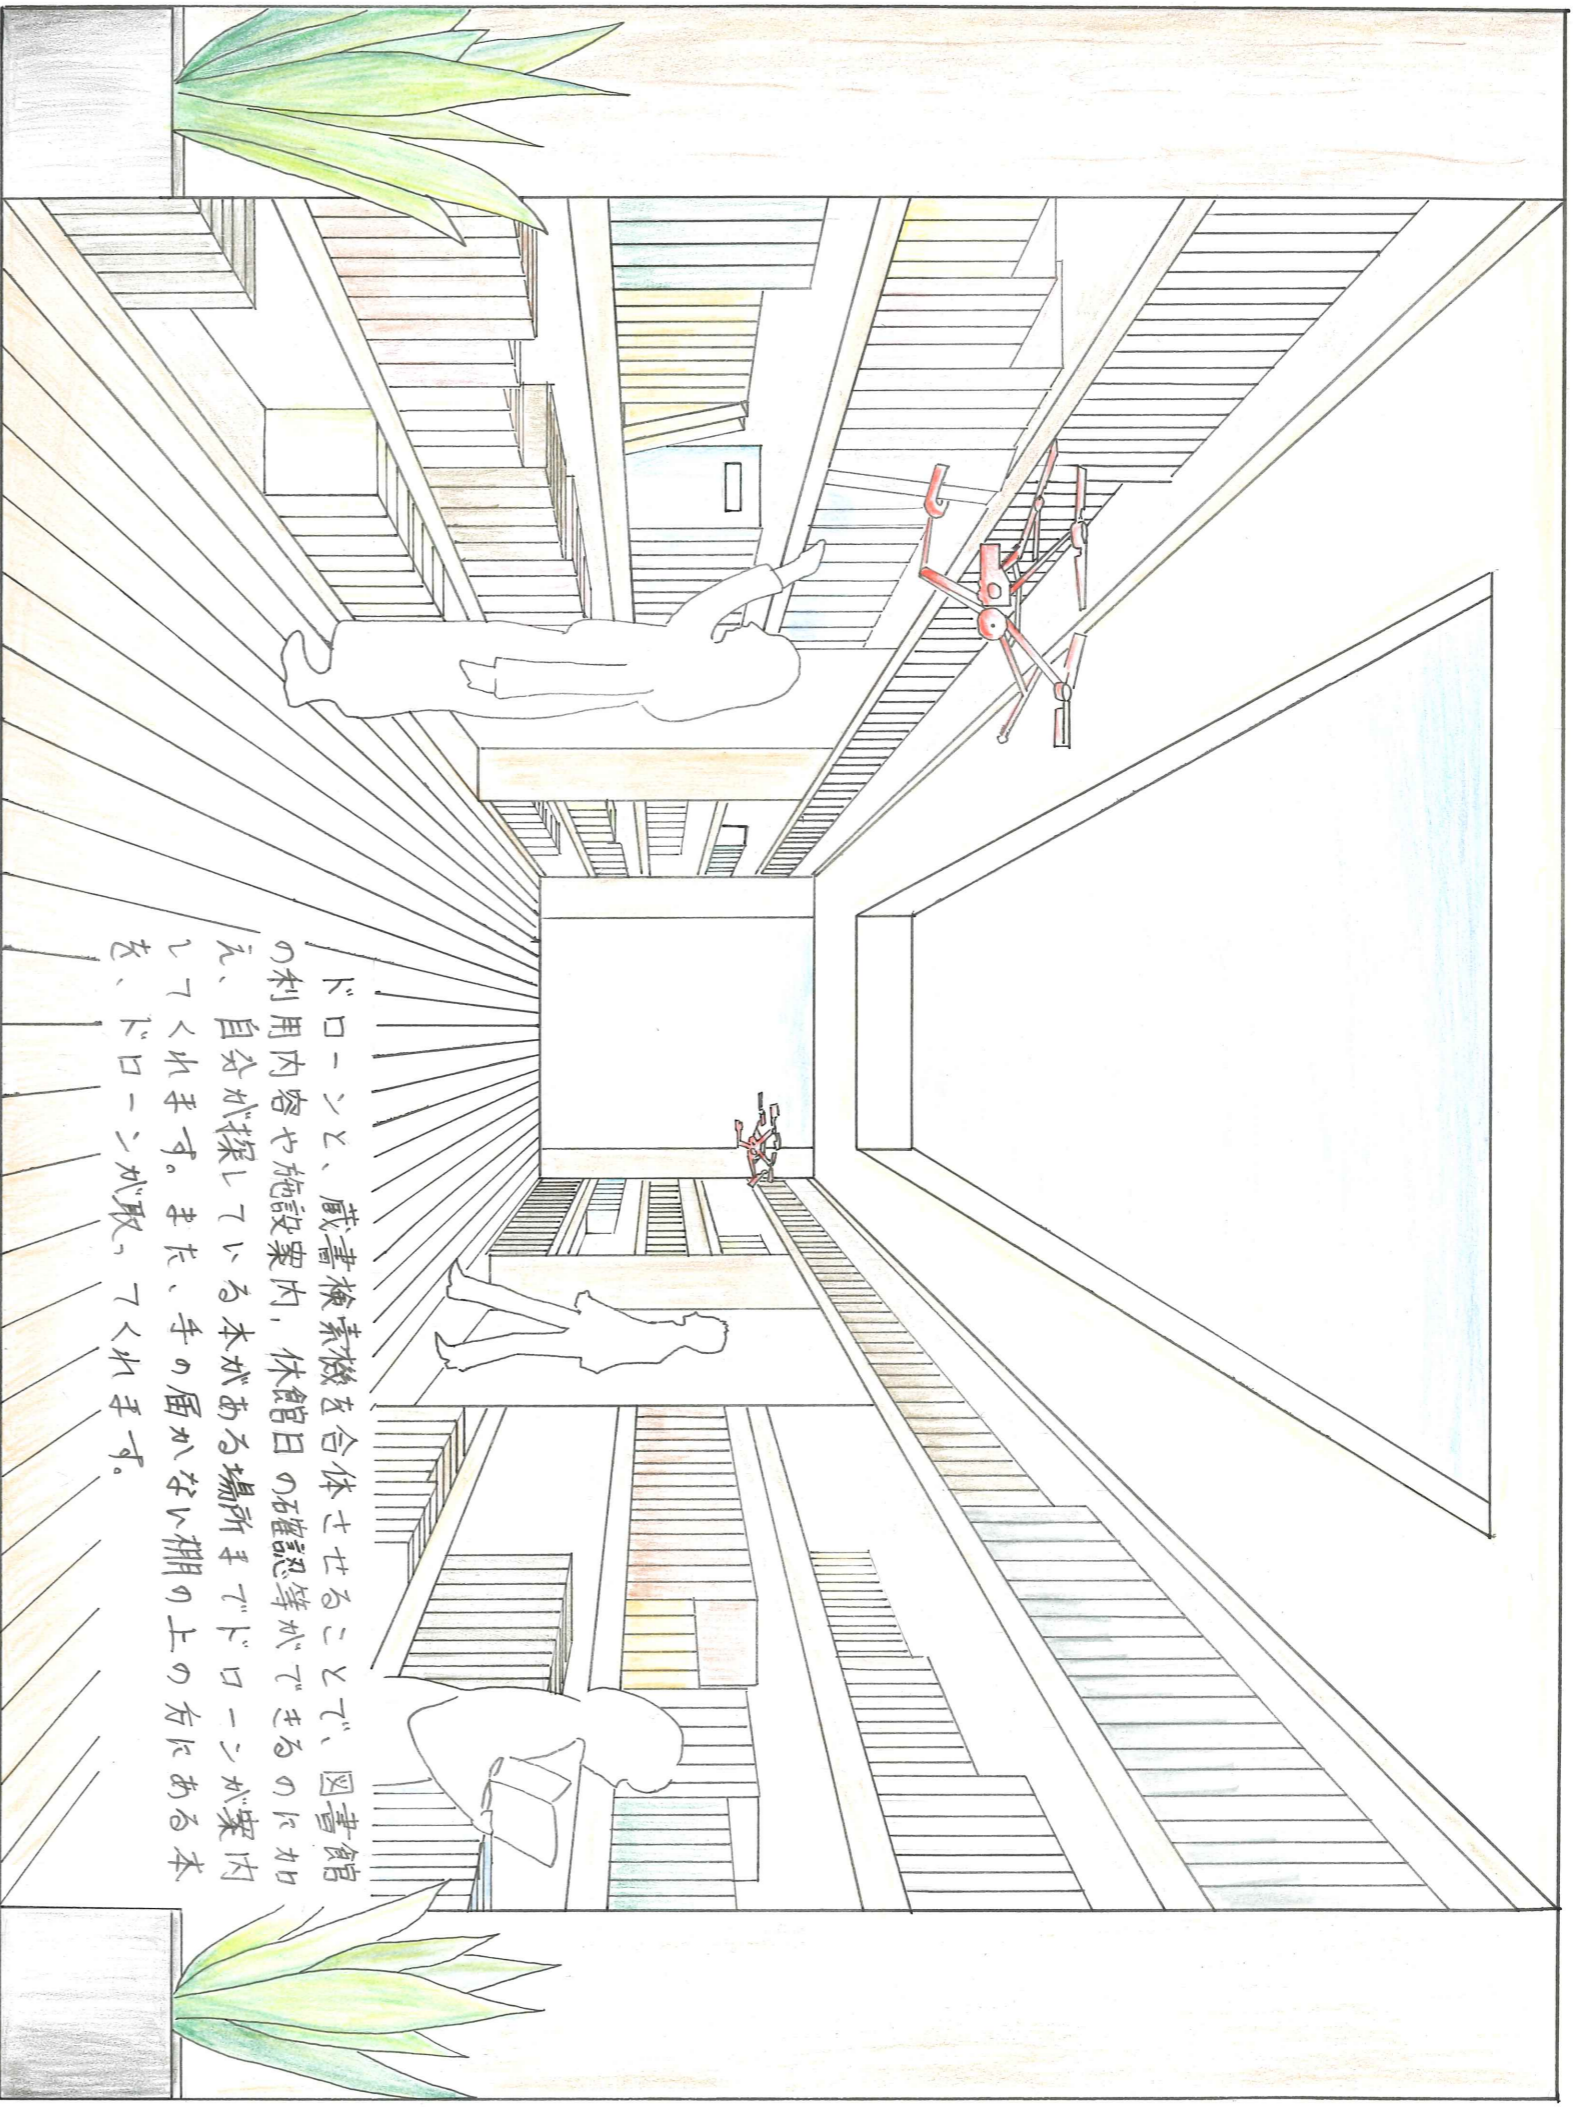 ドローンと、蔵書検索機を合体させることで、図書館
の利用内容や施設案内、休館日の確認等ができるのに加
え、自分が探している本がある場所までドローンが案内
してくれます。また、手の届かない棚の上の方にある本
を、ドローンが取ってくれます。